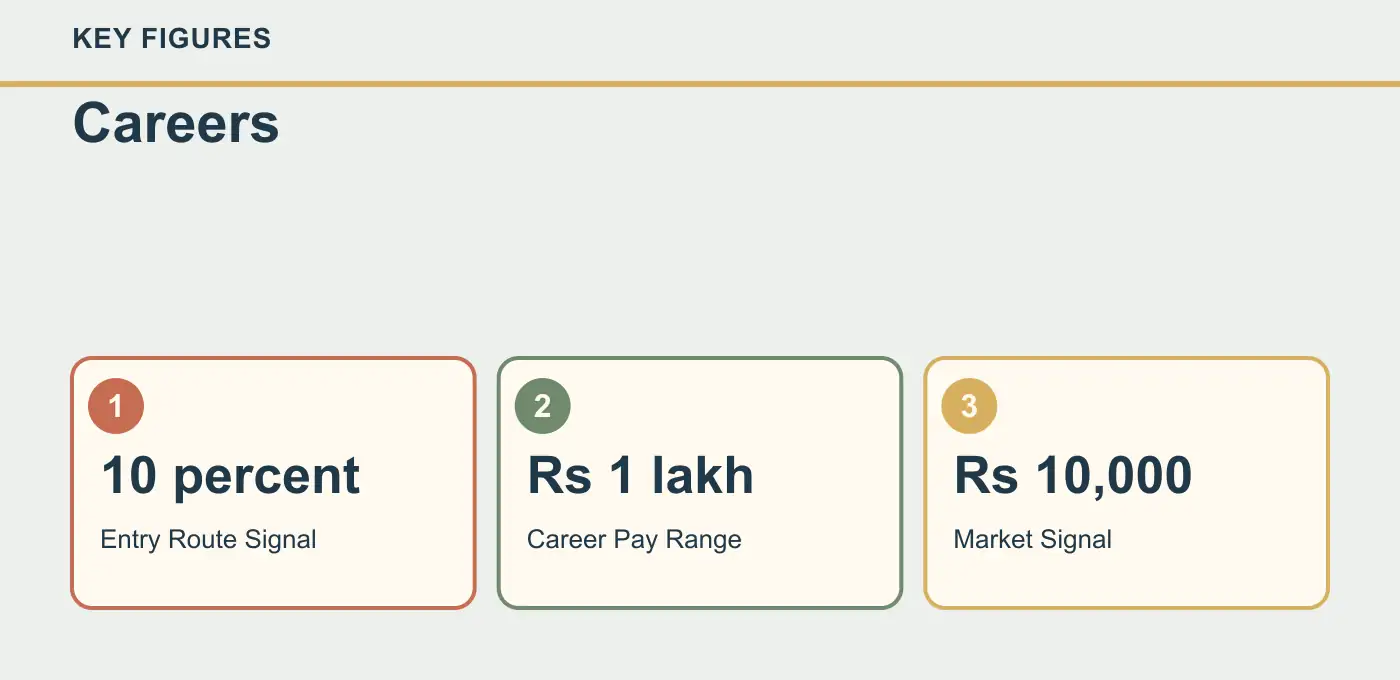 KEY FIGURES
Careers
1
10 percent
Entry Route Signal
2
Rs 1 lakh
Career Pay Range
3
Rs 10,000
Market Signal